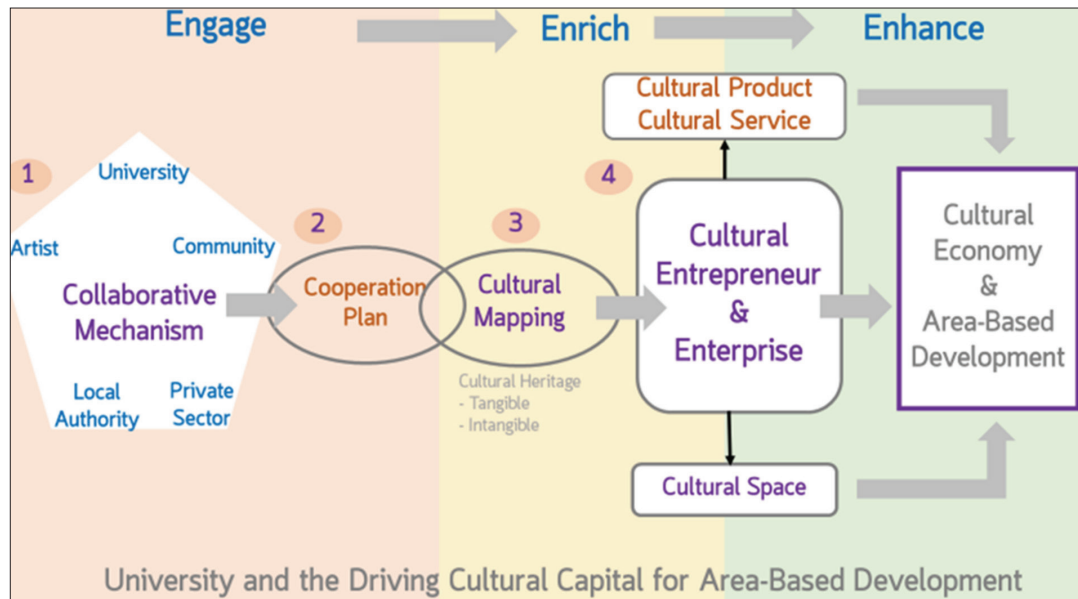 Engage
Enrich
Enhance
1
University
Artist
Community
Collaborative
Mechanism
Local
Authority
Private
Sector
2
Cooperation
Plan
3
Cultural
Mapping
Cultural Heritage
- Tangible
- Intangible
4
Cultural Product
Cultural Service
Cultural
Entrepreneur
&
Enterprise
Cultural Space
Cultural
Economy
&
Area-Based
Development
University and the Driving Cultural Capital for Area-Based Development